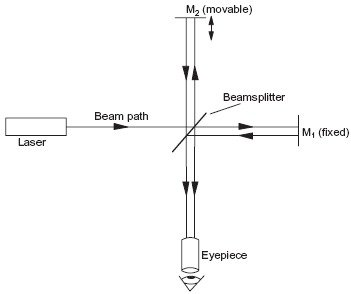 M₂ (movable)
Beamsplitter
Beam path
Laser
M₁ (fixed)
Eyepiece